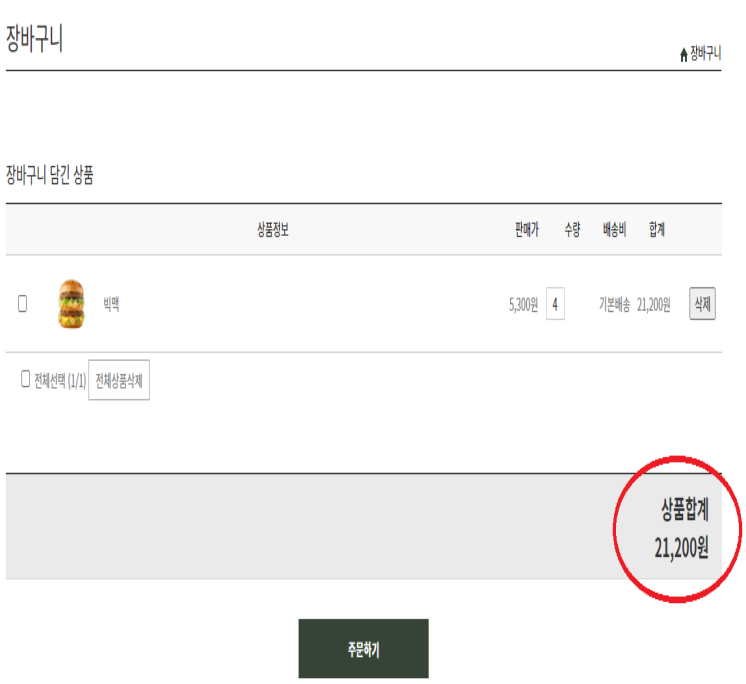 장바구니
장바구니
장바구니 담긴 상품
상품정보 판매가 수량 배송비 합계
빅맥 5,300원 4 기본배송 21,200원 삭제
전체선택 (1/1) 전체상품삭제
상품합계
21,200원
주문하기